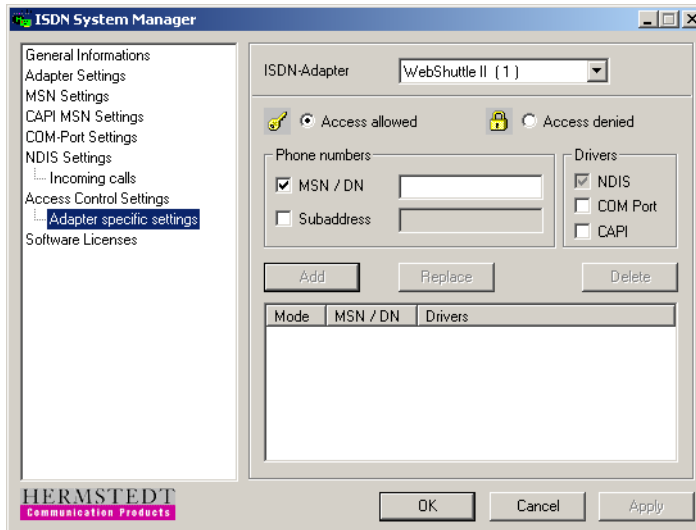 ISDN System Manager
General Informations
Adapter Settings
MSN Settings
CAPI MSN Settings
COM-Port Settings
NDIS Settings
Incoming calls
Access Control Settings
Adapter specific settings
Software Licenses
ISDN-Adapter WebShuttle II (1)
Access allowed Access denied
Phone numbers Drivers
MSN / DN NDIS
COM Port
Subaddress
CAPI
Add Replace Delete
Mode MSN / DN Drivers
HERMSTEDT
Communication Products
OK Cancel Apply